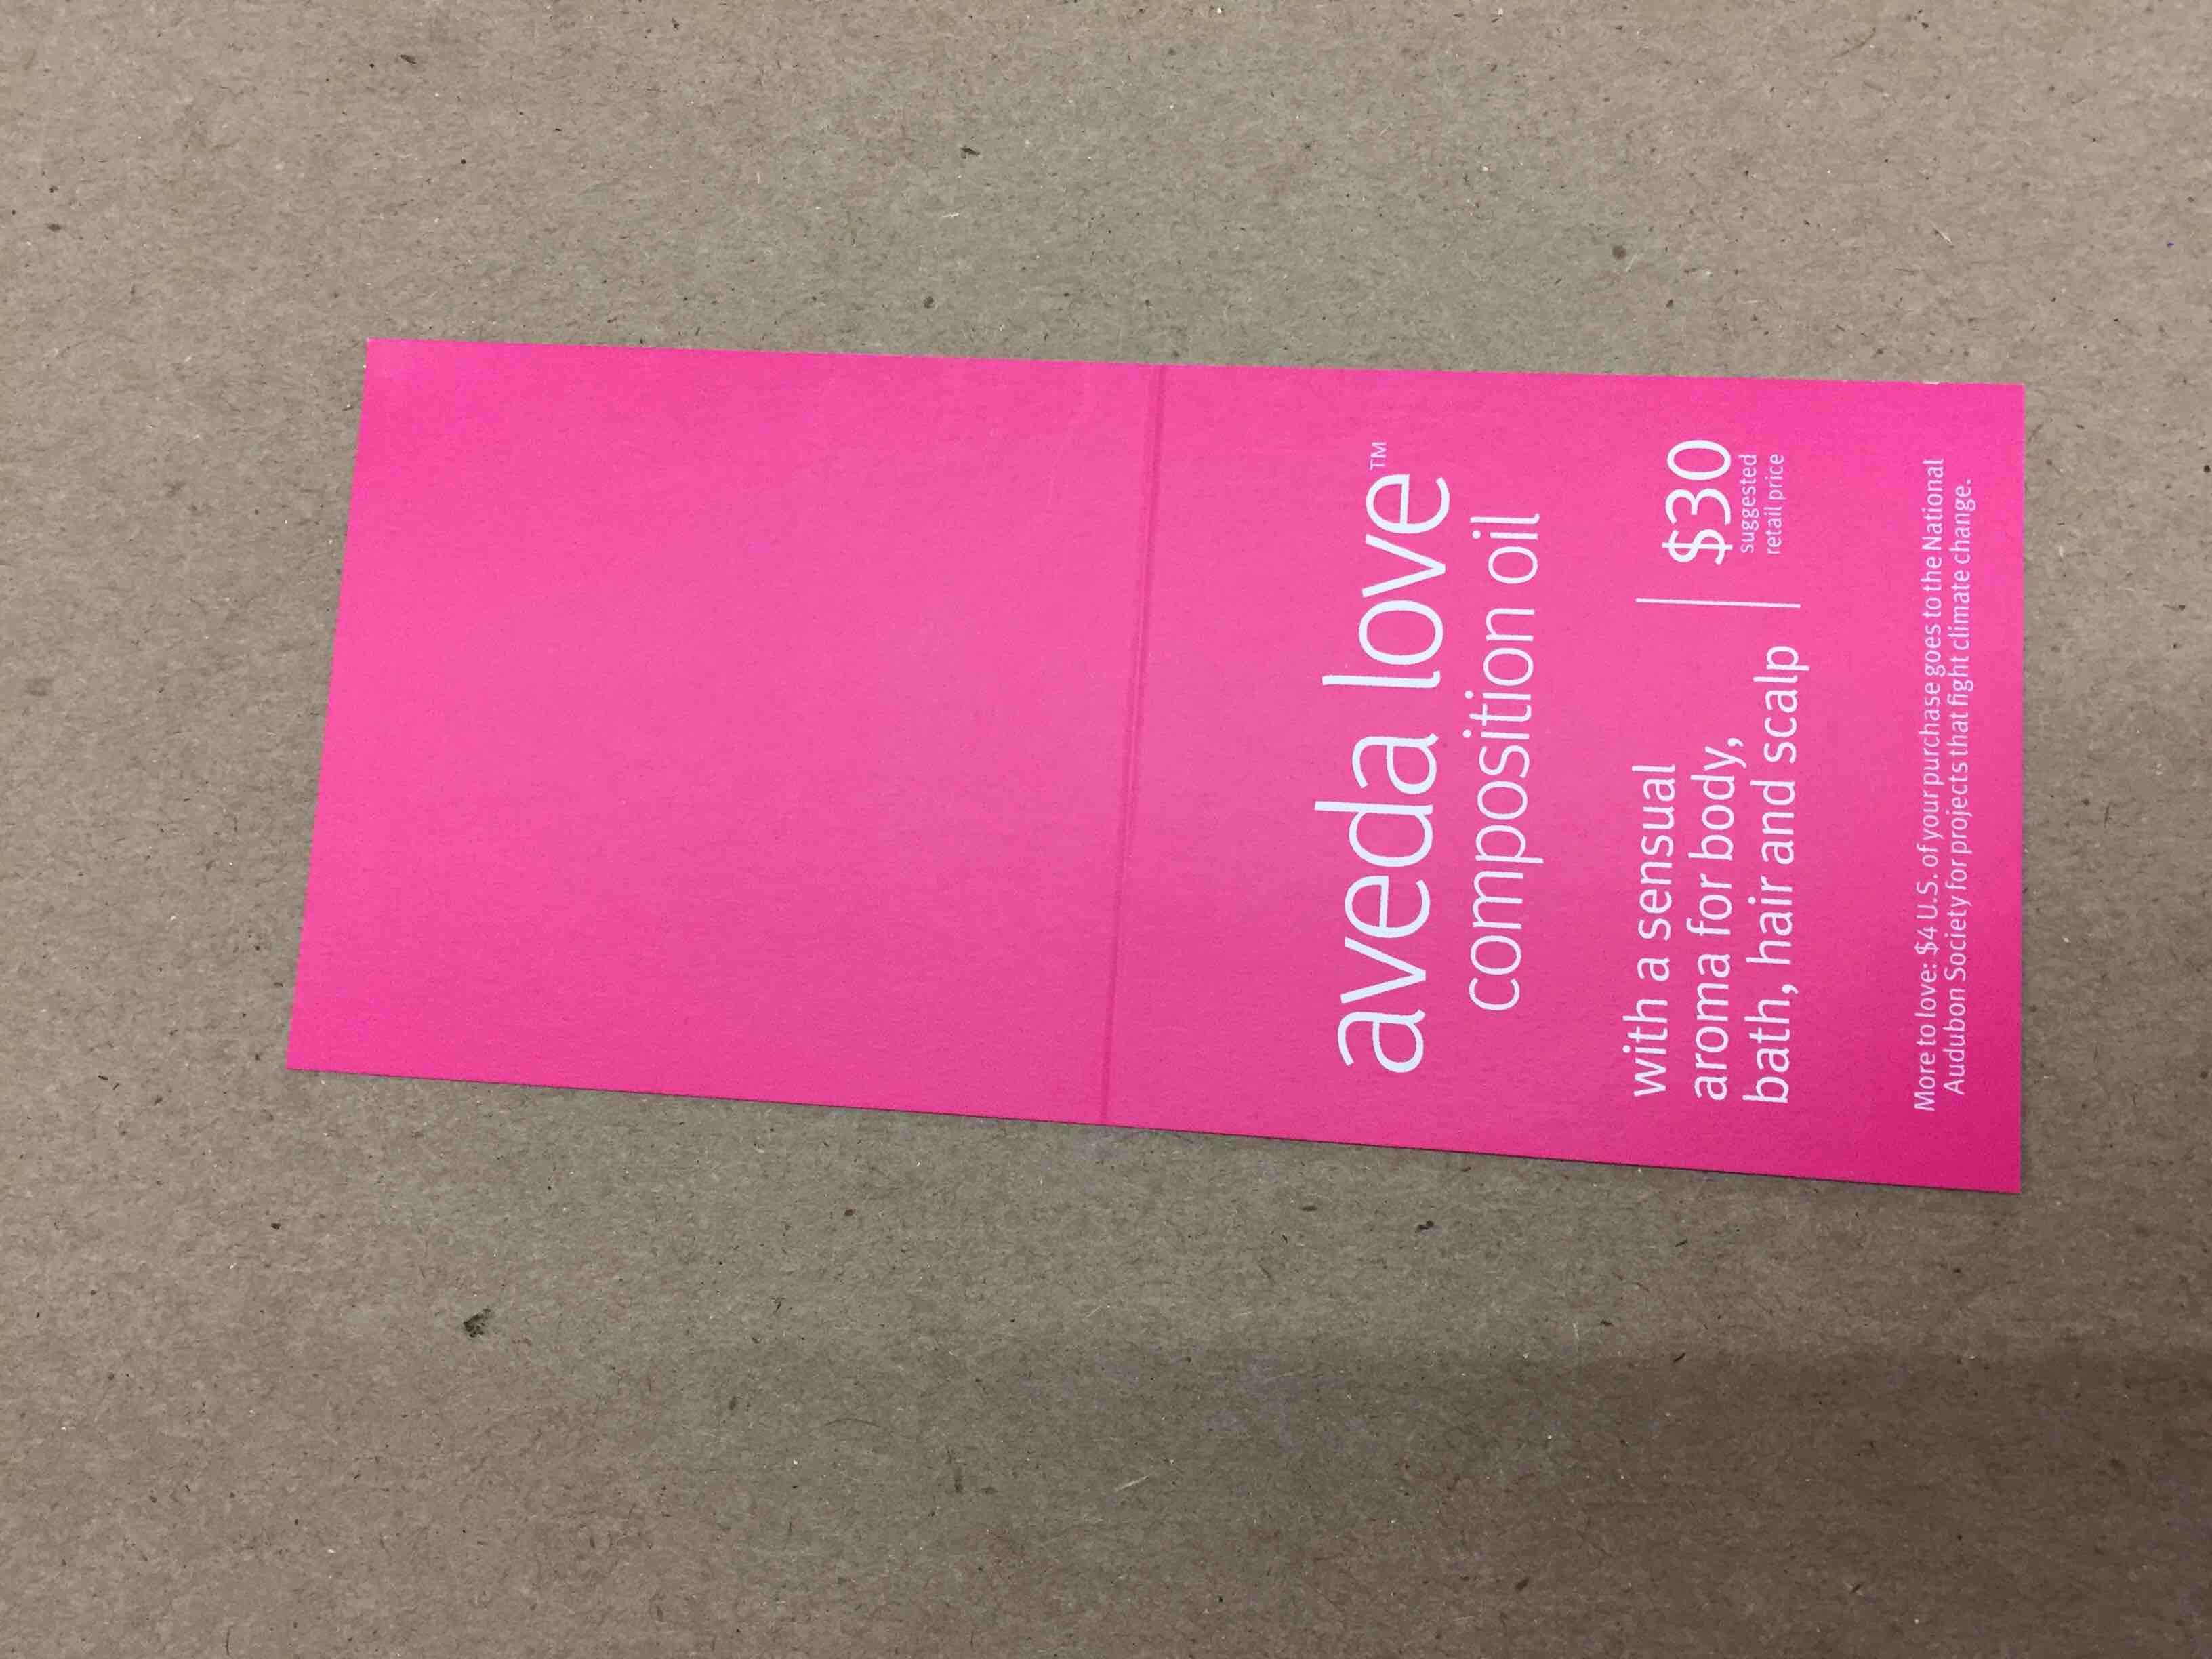 aveda love™
composition oil
with a sensual
aroma for body,
bath, hair and scalp
$30
suggested
retail price
More to love: $4 U.S. of your purchase goes to the National
Audubon Society for projects that fight climate change.